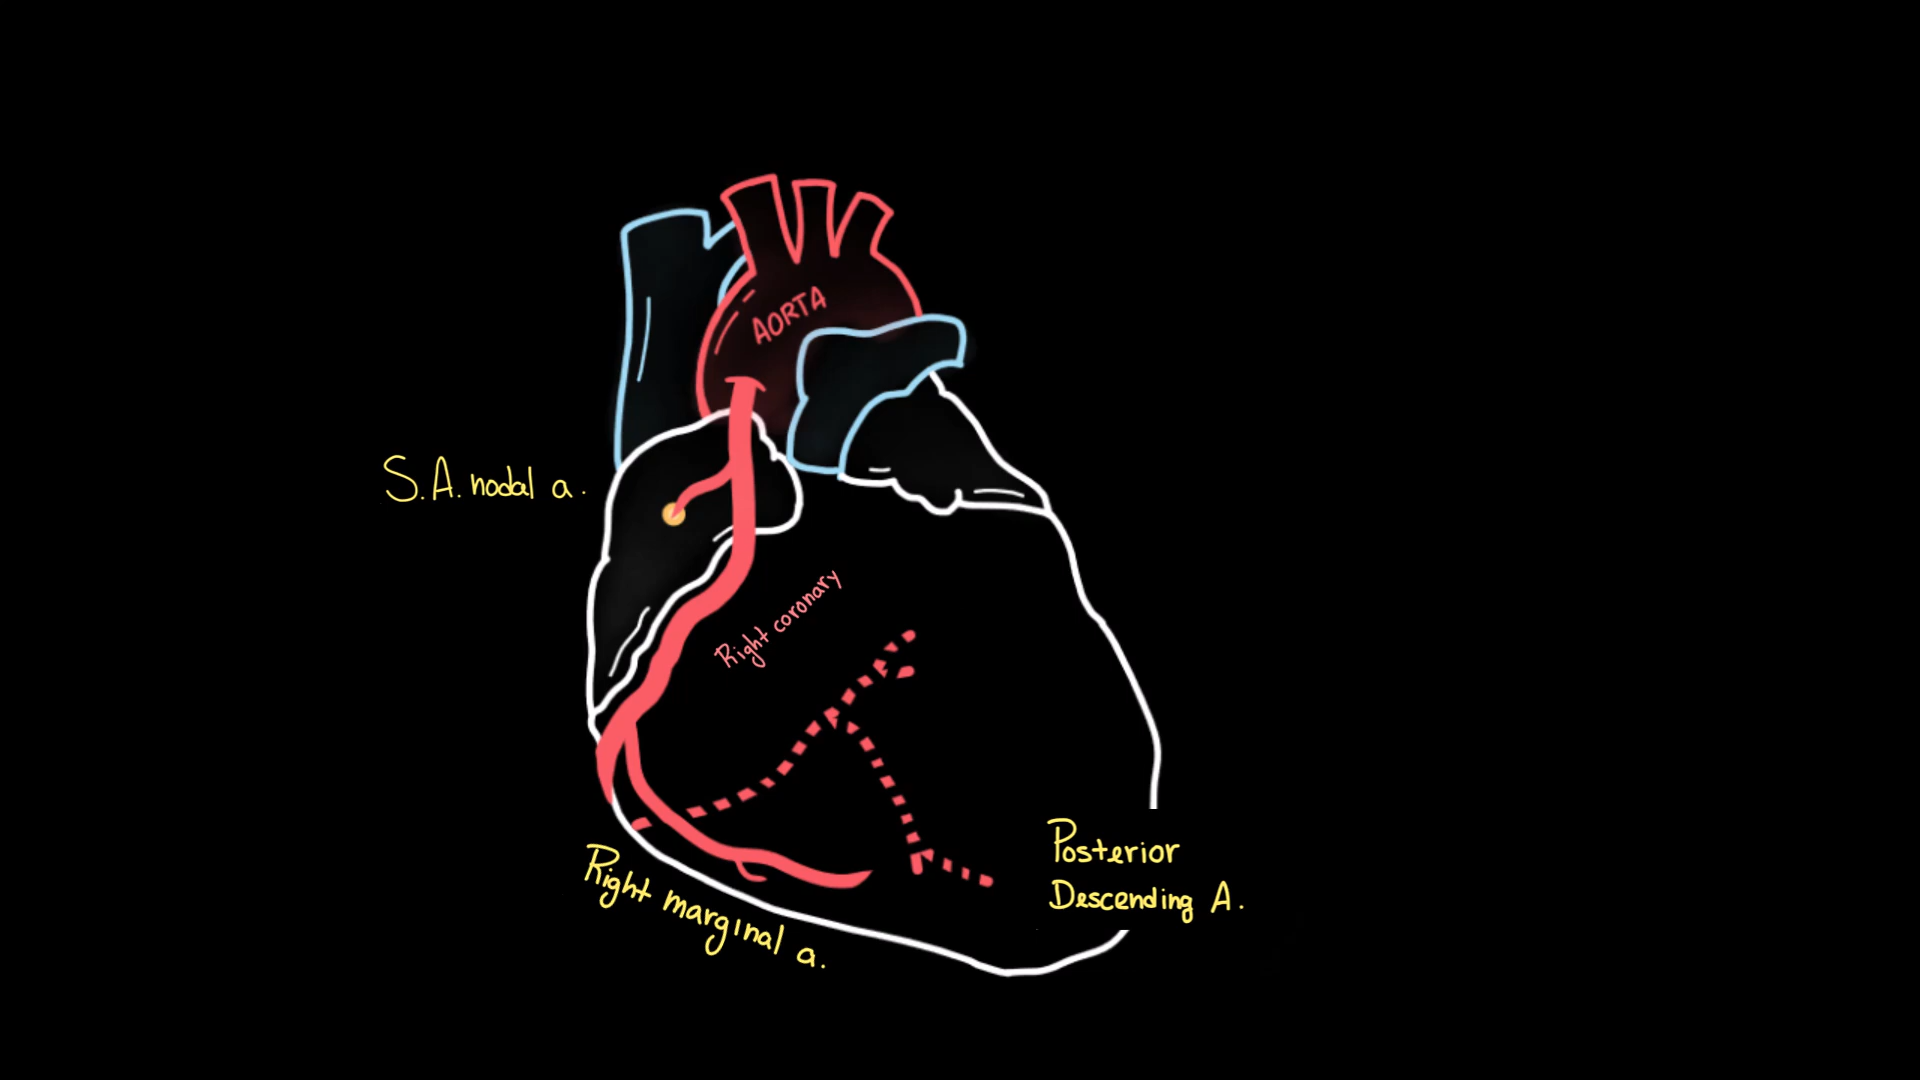 AORTA
S.A. nodal a.
Right coronary
Posterior
Descending A.
Right marginal a.